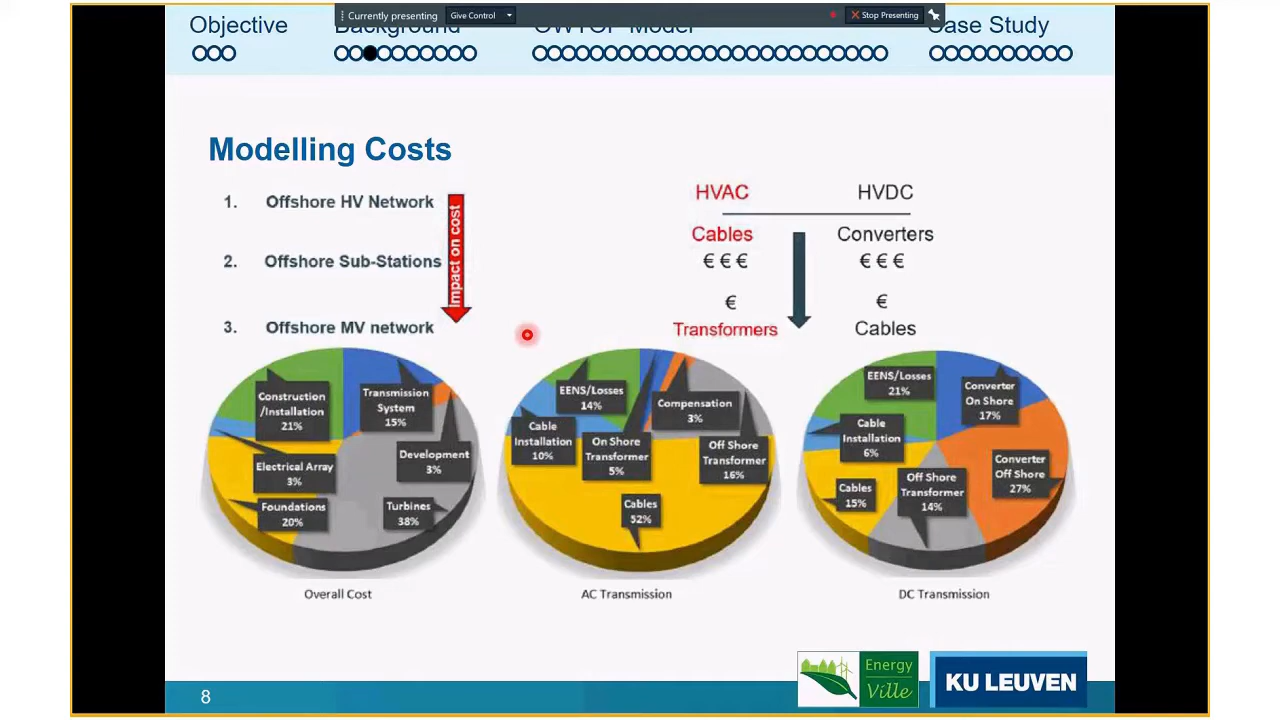 Currently presenting
Give Control
Stop Presenting
Objective
Background
OWTOP Model
Case Study
Modelling Costs
1. Offshore HV Network
2. Offshore Sub-Stations
3. Offshore MV network
Impact on cost
HVAC HVDC
Cables Converters
€ € € € € €
€ €
Transformers Cables
Construction
/Installation
21%
Transmission
System
15%
Development
3%
Electrical Array
3%
Foundations
20%
Turbines
38%
Overall Cost
EENS/Losses
14%
Compensation
3%
Cable
Installation
10%
On Shore
Transformer
5%
Off Shore
Transformer
16%
Cables
52%
AC Transmission
EENS/Losses
21%
Converter
On Shore
17%
Cable
Installation
6%
Converter
Off Shore
27%
Cables
15%
Off Shore
Transformer
14%
DC Transmission
8
Energy
Ville
KU LEUVEN